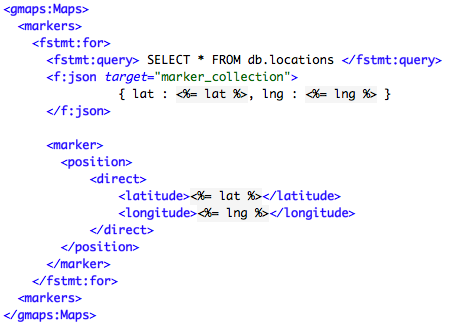 <gmaps:Maps>
<markers>
<fstmt:for>
<fstmt:query> SELECT * FROM db.locations </fstmt:query>
<f:json target="marker_collection">
{ lat : <%= lat %>, lng : <%= lng %> }
</f:json>
<marker>
<position>
<direct>
<latitude><%= lat %></latitude>
<longitude><%= lng %></longitude>
</direct>
</position>
</marker>
</fstmt:for>
<markers>
</gmaps:Maps>